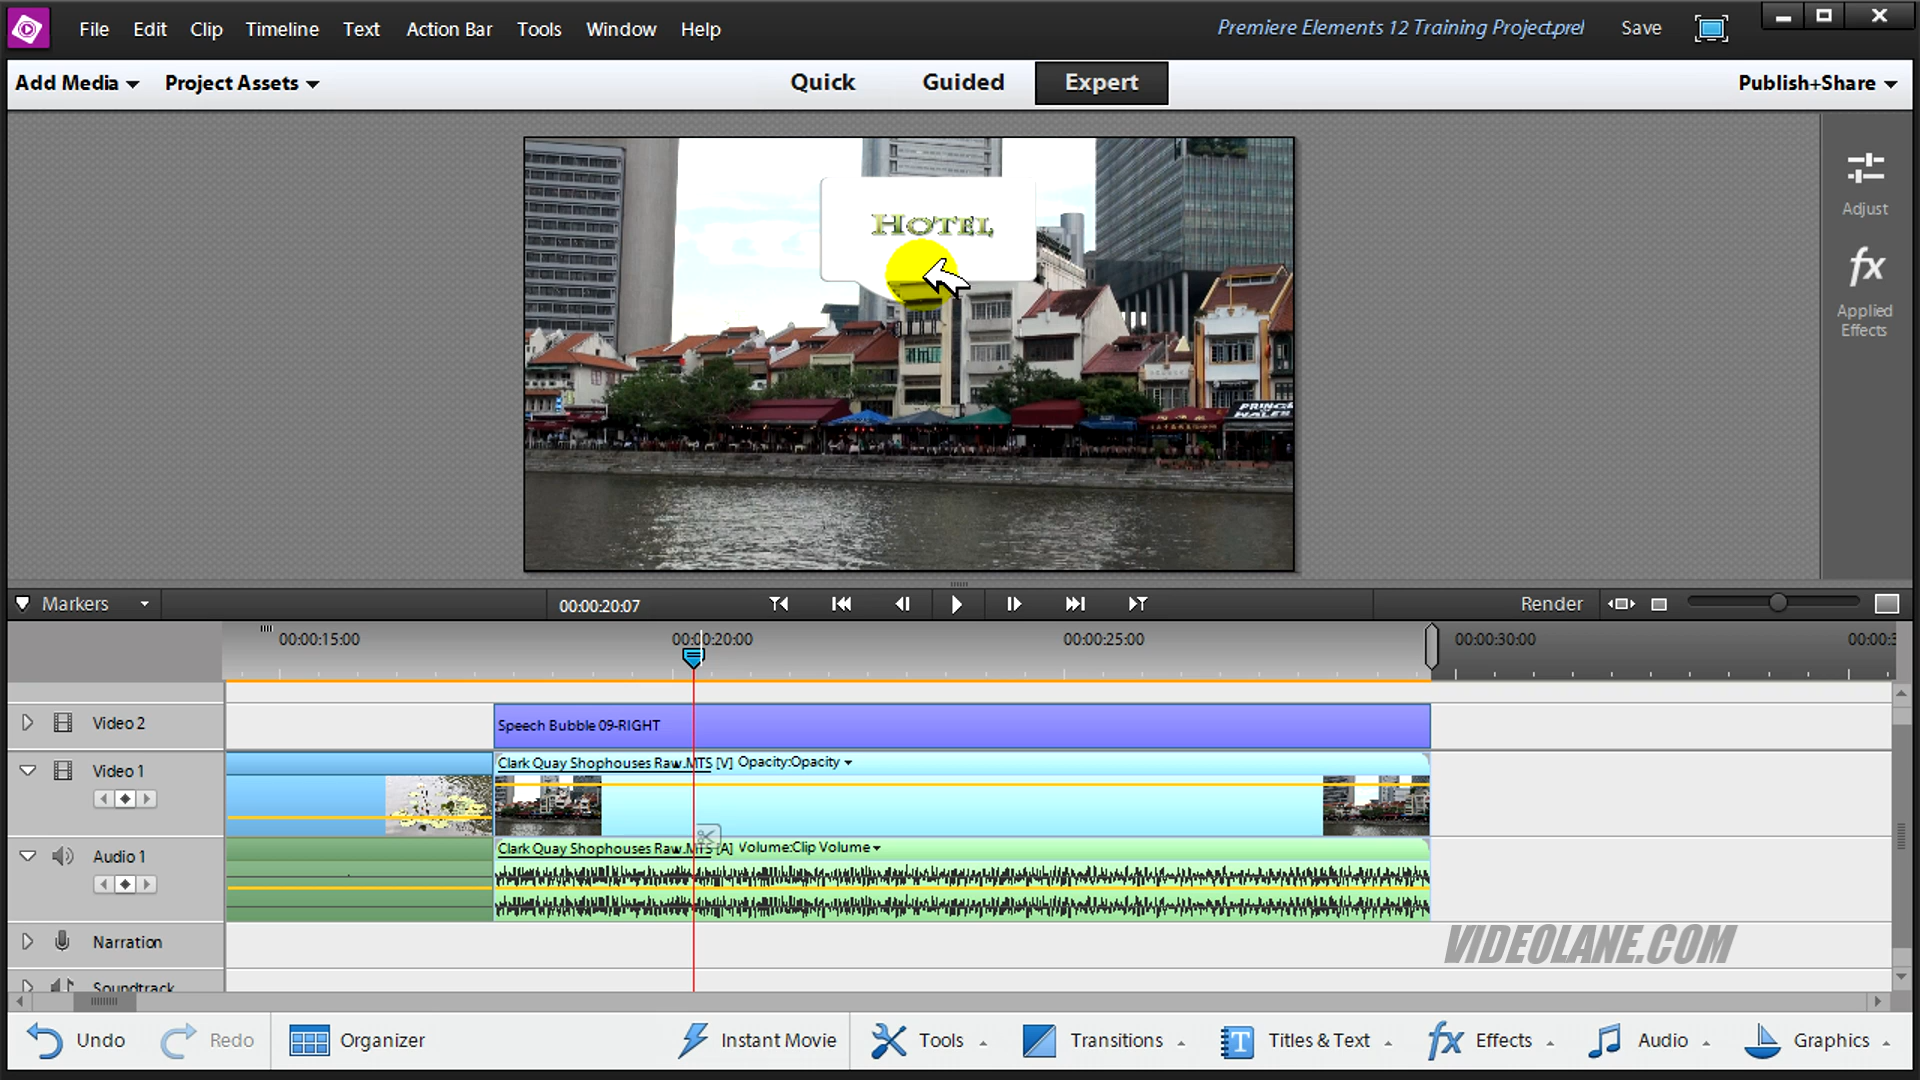 File Edit Clip Timeline Text Action Bar Tools Window Help Premiere Elements 12 Training Project.prel Save
Add Media Project Assets Quick Guided Expert Publish+Share
HOTEL
PRINCE
WALES
Adjust
fx
Applied
Effects
Markers 00:00:20:07 Render
00:00:15:00 00:00:20:00 00:00:25:00 00:00:30:00
Video 2 Speech Bubble 09-RIGHT
Video 1 Clark Quay Shophouses Raw.MTS [V] Opacity:Opacity
Audio 1 Clark Quay Shophouses Raw.MTS [A] Volume:Clip Volume
Narration
VIDEOLANE.COM
Soundtrack
Undo Redo Organizer Instant Movie Tools Transitions T Titles & Text fx Effects Audio Graphics